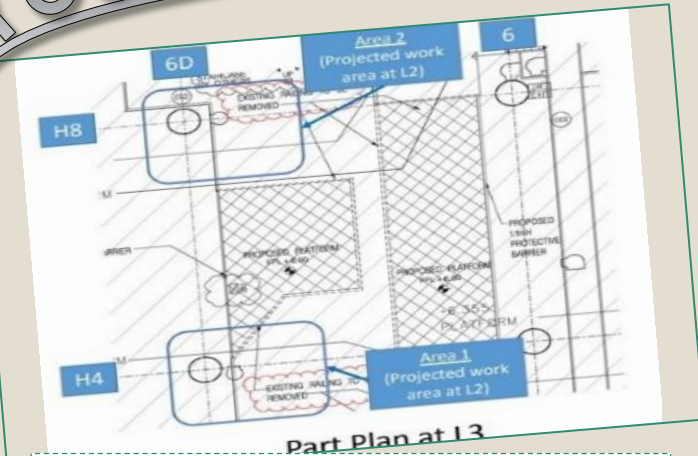 6D
Area 2
(Projected work
area at L2)
6
"UP"
EXISTING RAILING TO BE
REMOVED
H8
PROPOSED
PROTECTIVE
BARRIER
PROPOSED PLATFORM
PROPOSED PLATFORM
PLATFORM
H4
Area 1
(Projected work
area at L2)
EXISTING RAILING TO
REMOVED
Part Plan at L3